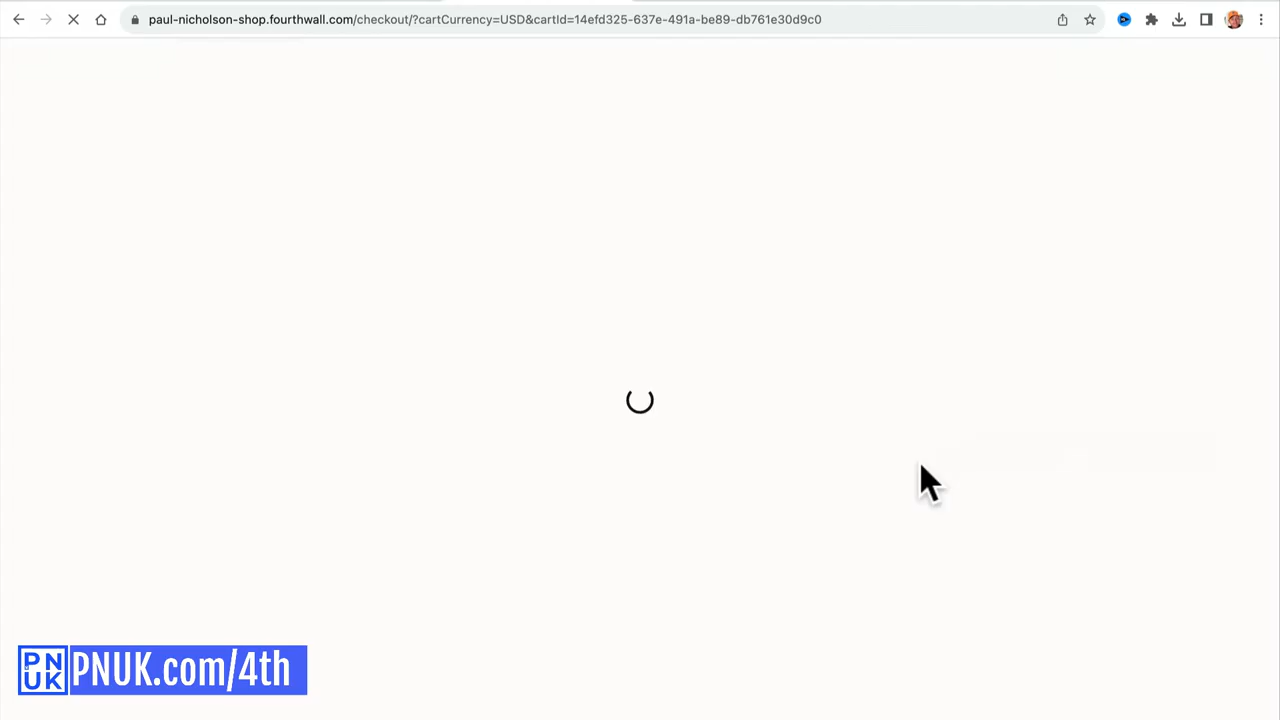 paul-nicholson-shop.fourthwall.com/checkout/?cartCurrency=USD&cartId=14efd325-637e-491a-be89-db761e30d9c0
PN
UK
PNUK.com/4th